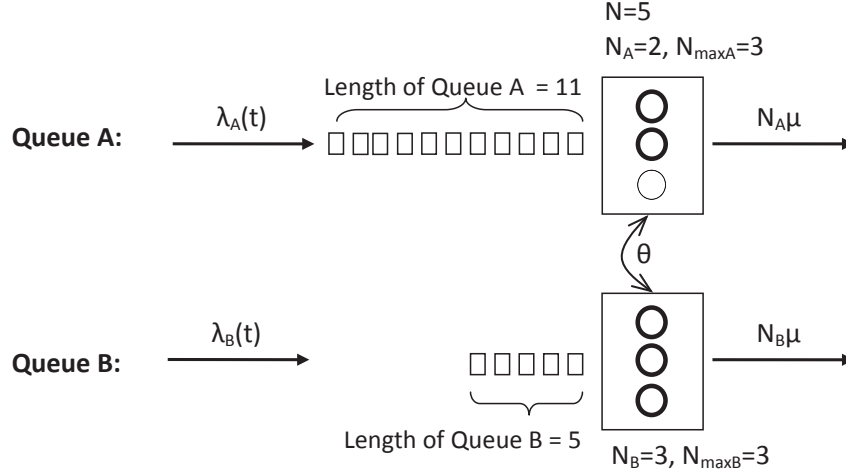 N=5
N_A=2, N_maxA=3
Length of Queue A = 11
λ_A(t)
N_Aμ
Queue A:
θ
λ_B(t)
N_Bμ
Queue B:
Length of Queue B = 5
N_B=3, N_maxB=3